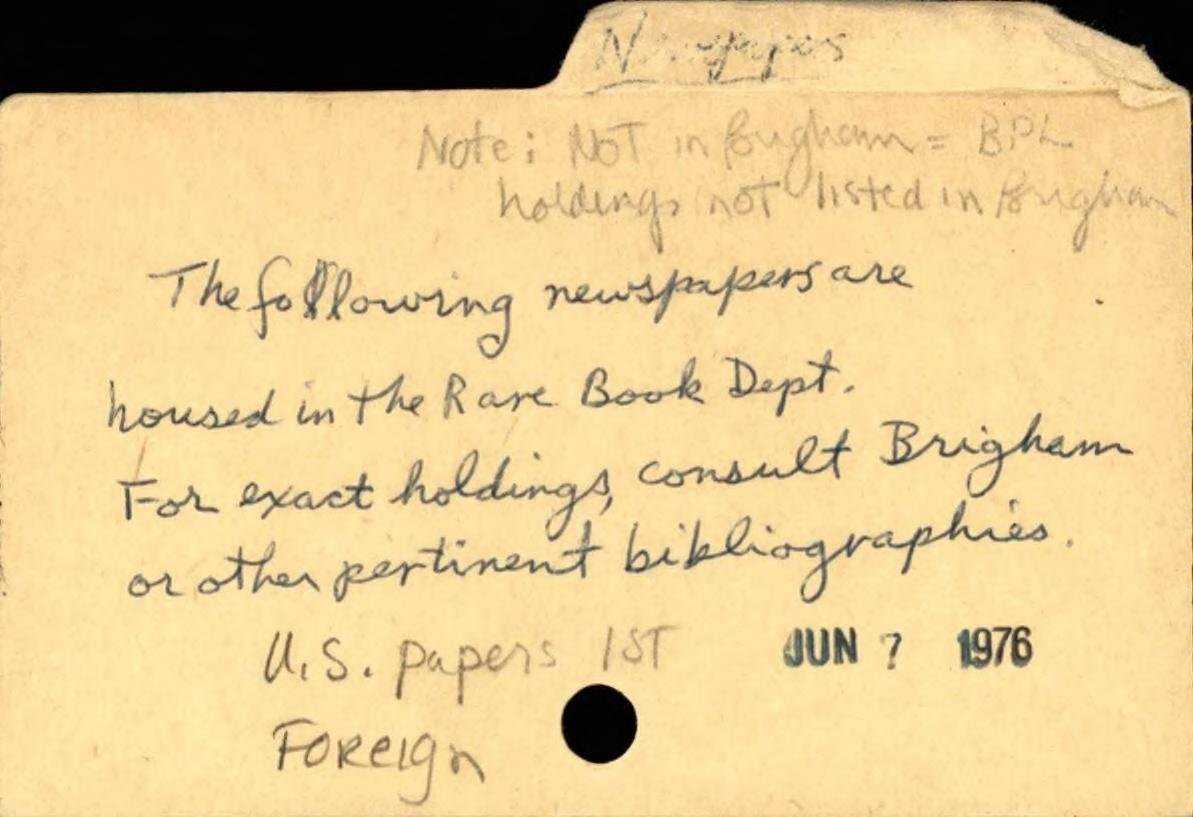 Newspapers
Note: NOT in Brigham = BPL
holdings not listed in Brigham
The following newspapers are
housed in the Rare Book Dept.
For exact holdings, consult Brigham
or other pertinent bibliographies.
U.S. papers 1ST JUN 7 1976
FOREIGn